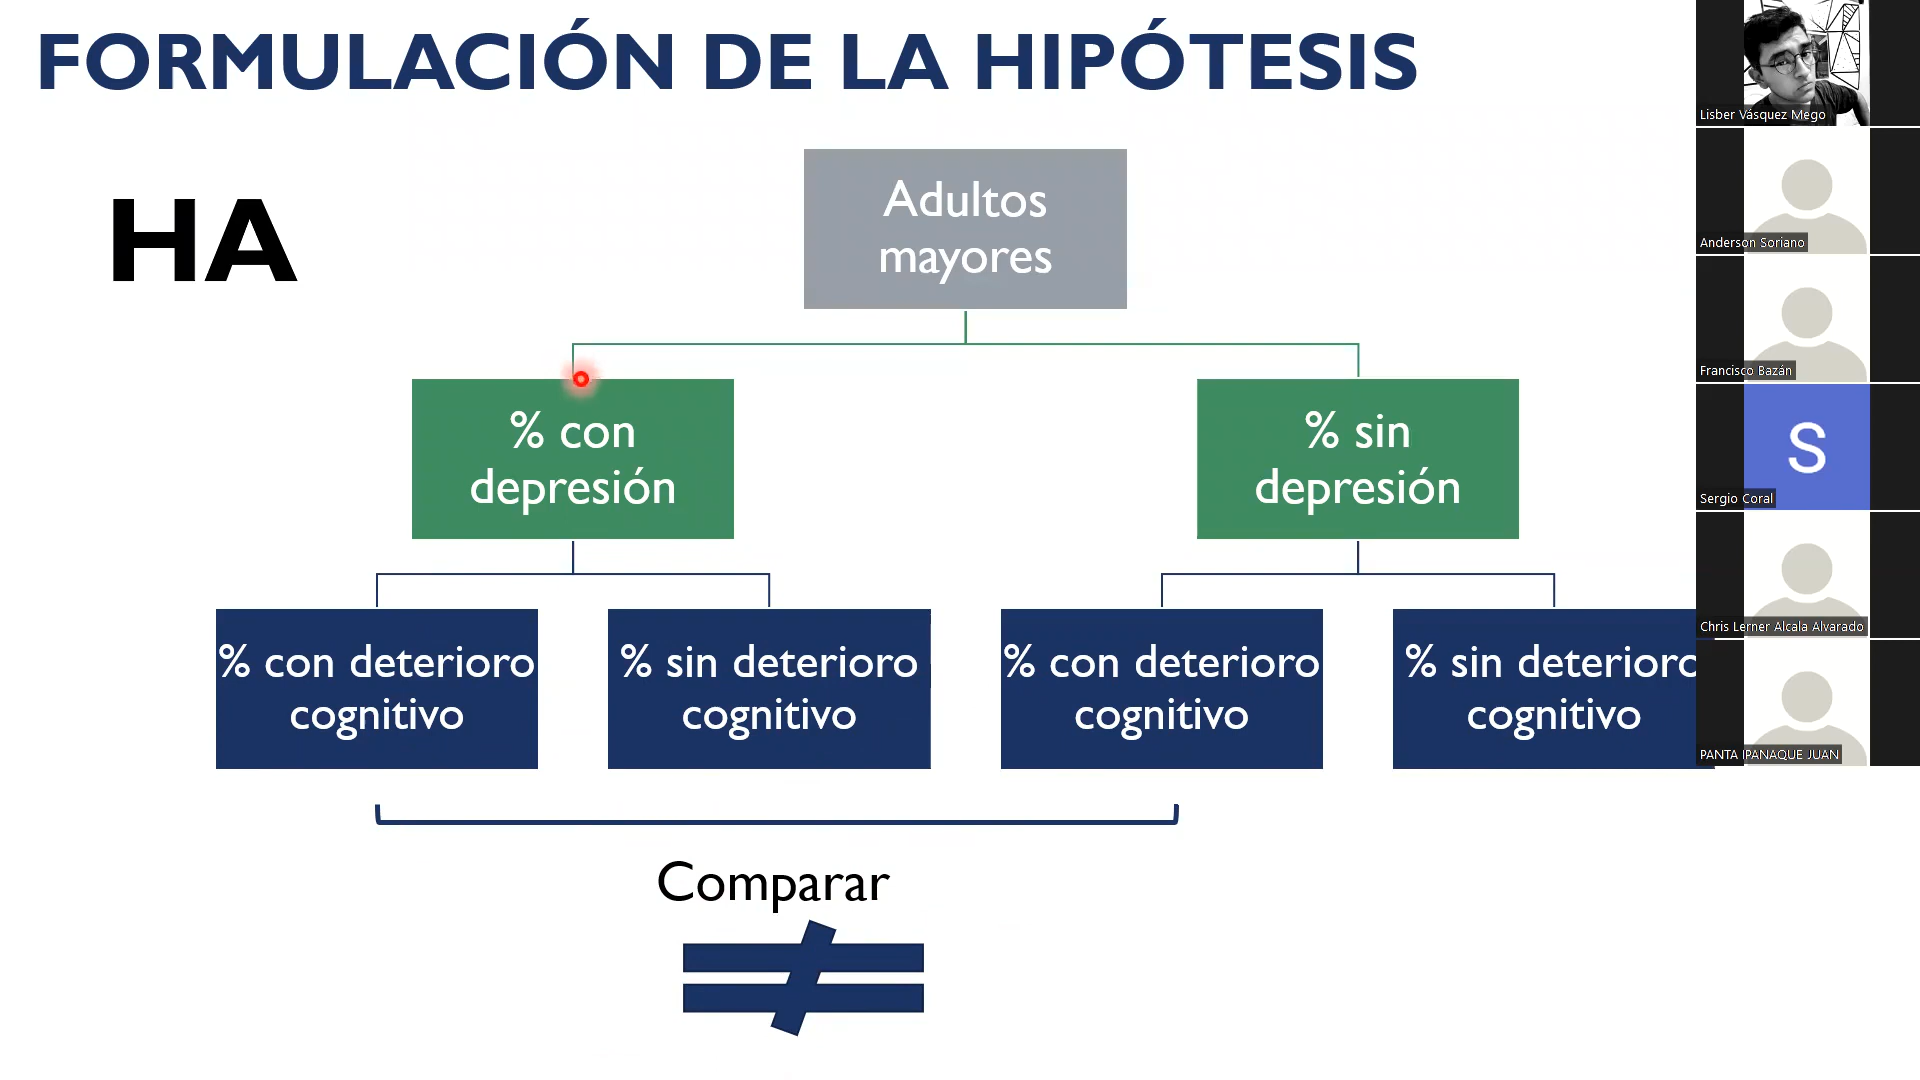 FORMULACIÓN DE LA HIPÓTESIS
HA
Adultos
mayores
% con
depresión
% sin
depresión
% con deterioro
cognitivo
% sin deterioro
cognitivo
% con deterioro
cognitivo
% sin deterioro
cognitivo
Comparar
Lisber Vásquez Mego
Anderson Soriano
Francisco Bazán
S
Sergio Coral
Chris Lerner Alcala Alvarado
PANTA IPANAQUE JUAN